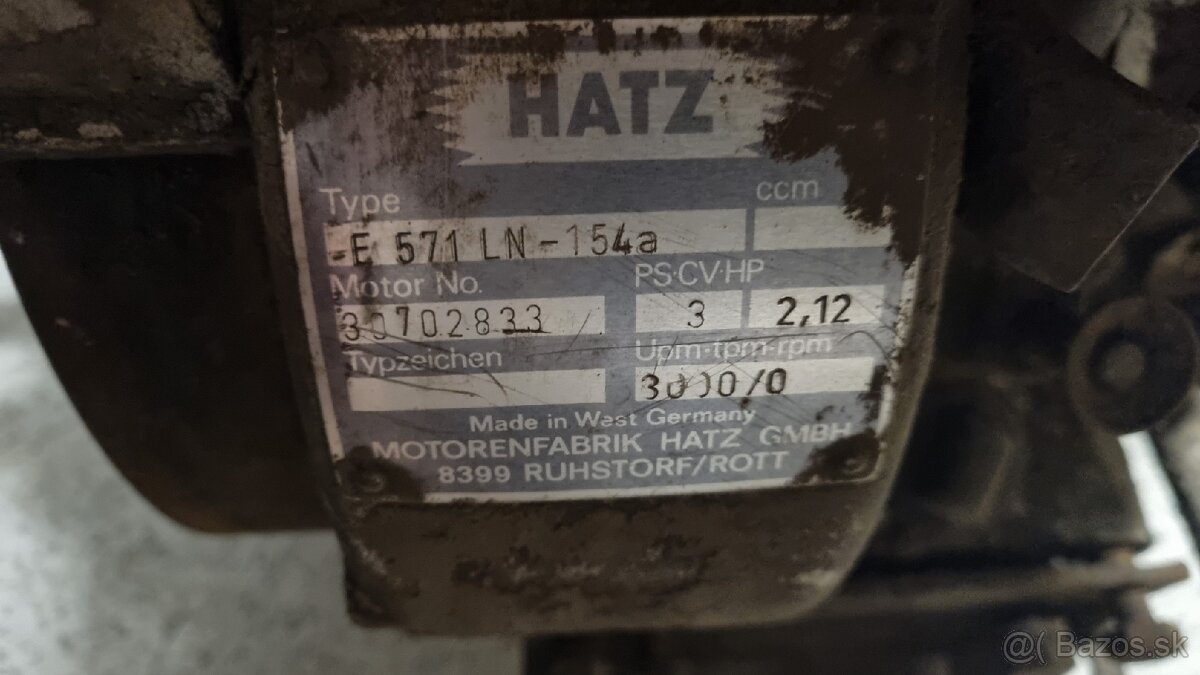 HATZ
Type ccm
E 571 LN-154a
Motor No. PS·CV·HP
30702833 3 2,12
Typzeichen Upm·tpm·rpm
3000/0
Made in West Germany
MOTORENFABRIK HATZ GMBH
8399 RUHSTORF/ROTT
@( Bazos.sk